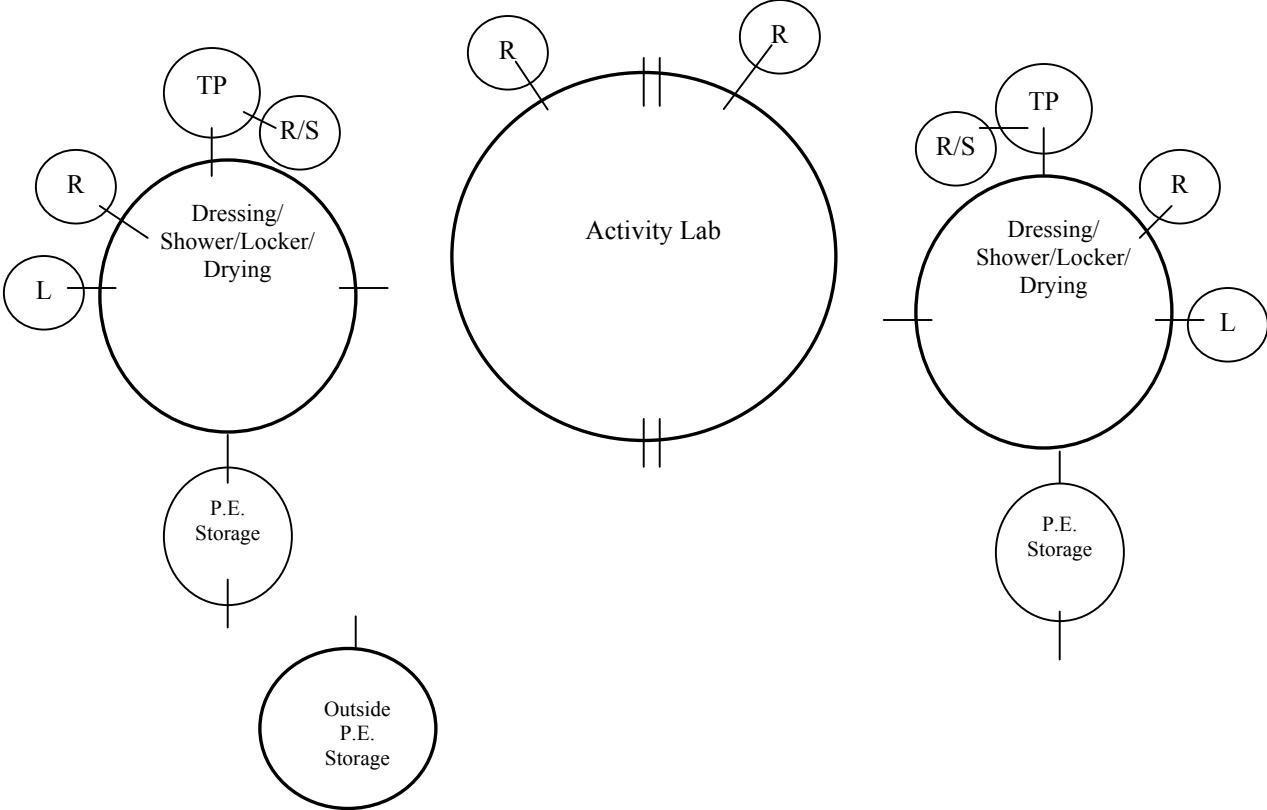 R
R
TP
R/S
TP
R/S
R
R
Dressing/
Shower/Locker/
Drying
Activity Lab
Dressing/
Shower/Locker/
Drying
L
L
P.E.
Storage
P.E.
Storage
Outside
P.E.
Storage